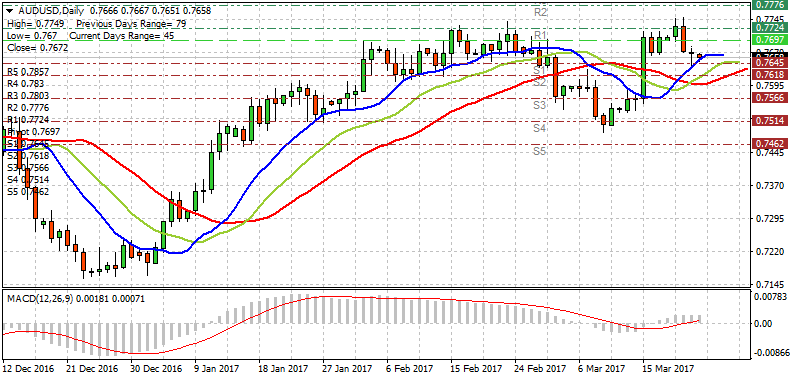 AUDUSD,Daily 0.7666 0.7667 0.7651 0.7658
High= 0.7749 Previous Days Range= 79
Low= 0.767 Current Days Range= 45
Close= 0.7672
R5 0.7857
R4 0.783
R3 0.7803
R2 0.7776
R1 0.7724
Pivot 0.7697
S1 0.7645
S2 0.7618
S3 0.7566
S4 0.7514
S5 0.7462
R2
R1
S1
S2
S3
S4
S5
0.7776
0.7745
0.7724
0.7697
0.7670
0.7645
0.7618
0.7595
0.7566
0.7514
0.7462
0.7445
0.7370
0.7295
0.7220
0.7145
MACD(12,26,9) 0.00181 0.00071
0.00783
0.00
-0.00866
12 Dec 2016
21 Dec 2016
30 Dec 2016
9 Jan 2017
18 Jan 2017
27 Jan 2017
6 Feb 2017
15 Feb 2017
24 Feb 2017
6 Mar 2017
15 Mar 2017